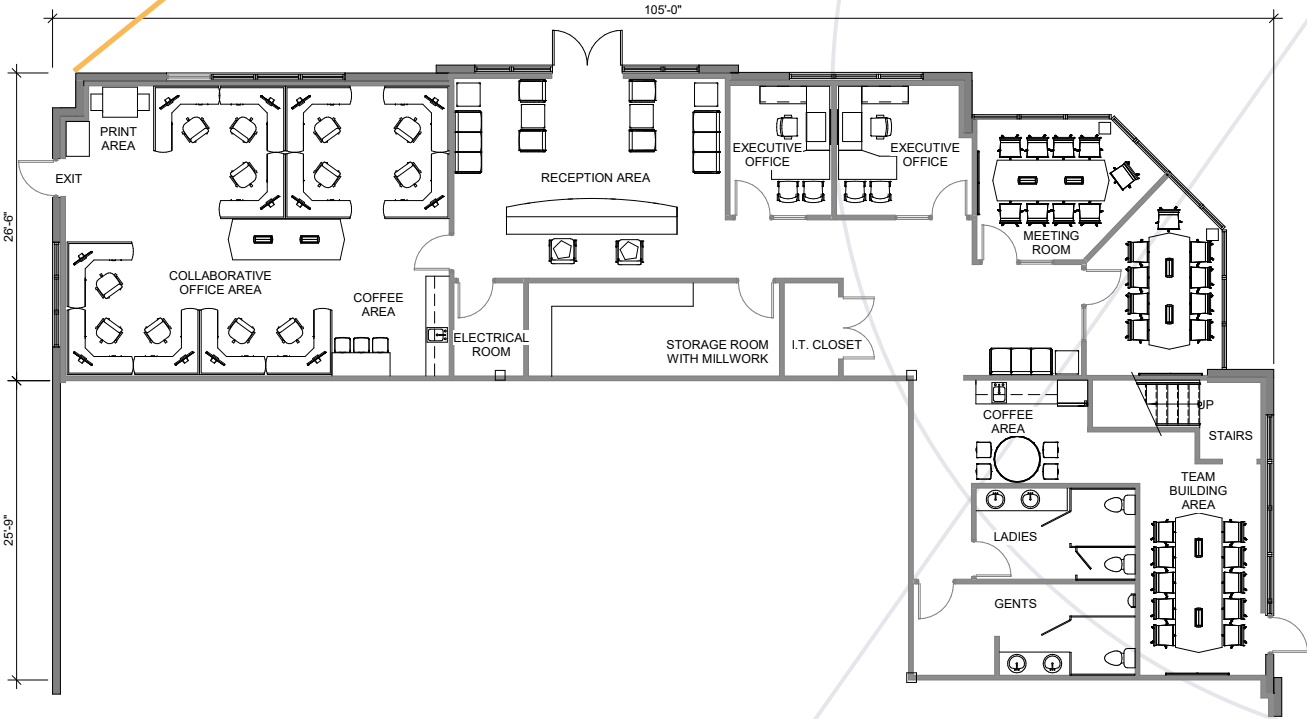 105'-0"
PRINT
AREA
EXIT
RECEPTION AREA
EXECUTIVE
OFFICE
EXECUTIVE
OFFICE
26'-6"
MEETING
ROOM
COLLABORATIVE
OFFICE AREA
COFFEE
AREA
ELECTRICAL
ROOM
STORAGE ROOM
WITH MILLWORK
I.T. CLOSET
COFFEE
AREA
UP
STAIRS
TEAM
BUILDING
AREA
25'-9"
LADIES
GENTS